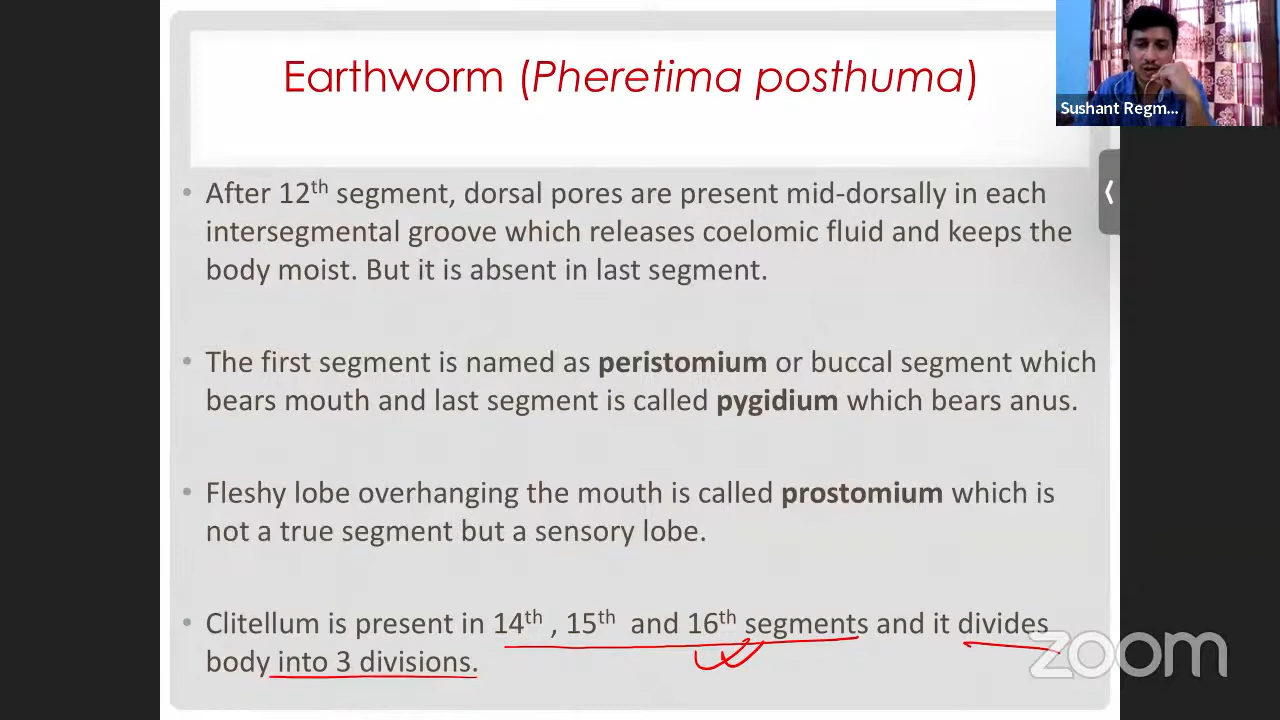 Earthworm (Pheretima posthuma)
Sushant Regm...
• After 12th segment, dorsal pores are present mid-dorsally in each
intersegmental groove which releases coelomic fluid and keeps the
body moist. But it is absent in last segment.
• The first segment is named as peristomium or buccal segment which
bears mouth and last segment is called pygidium which bears anus.
• Fleshy lobe overhanging the mouth is called prostomium which is
not a true segment but a sensory lobe.
• Clitellum is present in 14th , 15th and 16th segments and it divides
body into 3 divisions.
zoom